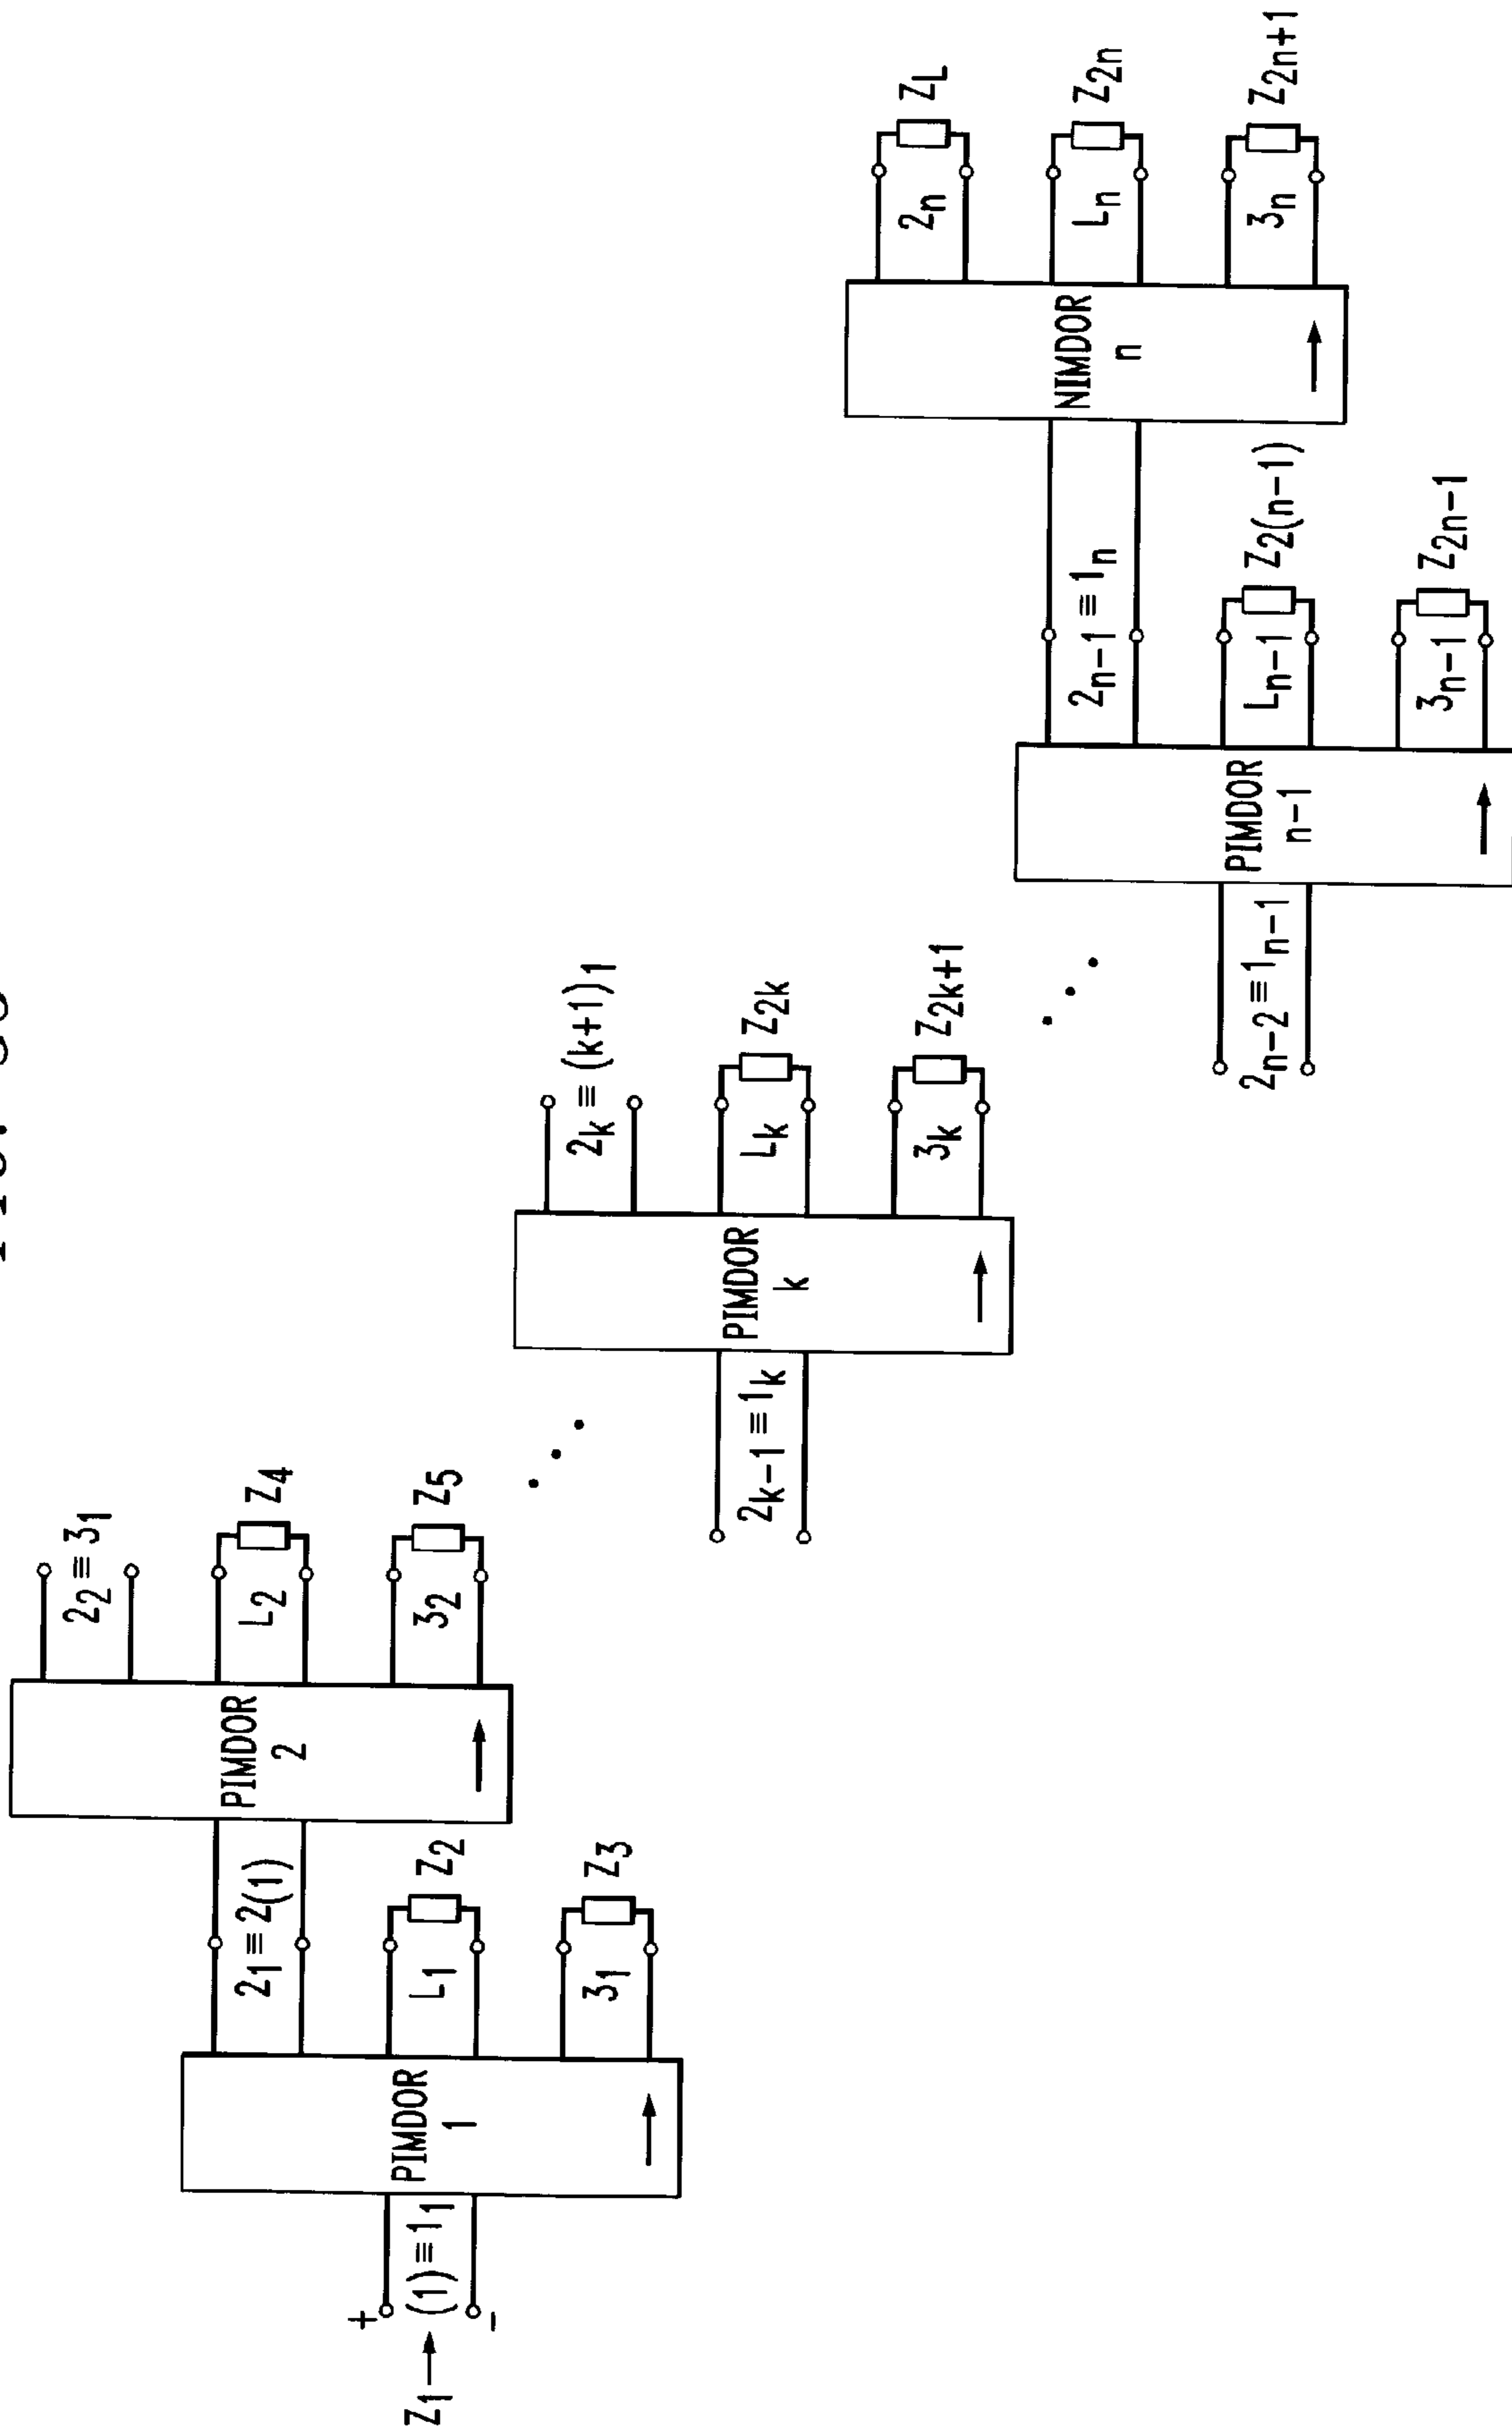 Z1
+
(1)≡11
−
PIMDOR
1
21≡2(1)
L1
Z2
31
Z3
PIMDOR
2
22≡31
L2
Z4
32
Z5
2k−1≡1k
PIMDOR
k
2k≡(k+1)1
Lk
Z2k
3k
Z2k+1
2n−2≡1n−1
PIMDOR
n−1
2n−1≡1n
Ln−1
Z2(n−1)
3n−1
Z2n−1
NIMDOR
n
2n
ZL
Ln
Z2n
3n
Z2n+1